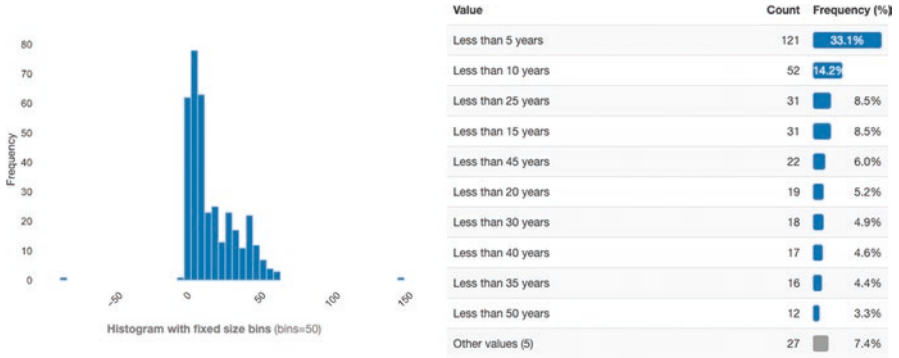 80
70
60
50
40
30
20
10
0
Frequency
-50
0
50
100
150
Histogram with fixed size bins (bins=50)
Value Count Frequency (%)
Less than 5 years 121 33.1%
Less than 10 years 52 14.2%
Less than 25 years 31 8.5%
Less than 15 years 31 8.5%
Less than 45 years 22 6.0%
Less than 20 years 19 5.2%
Less than 30 years 18 4.9%
Less than 40 years 17 4.6%
Less than 35 years 16 4.4%
Less than 50 years 12 3.3%
Other values (5) 27 7.4%